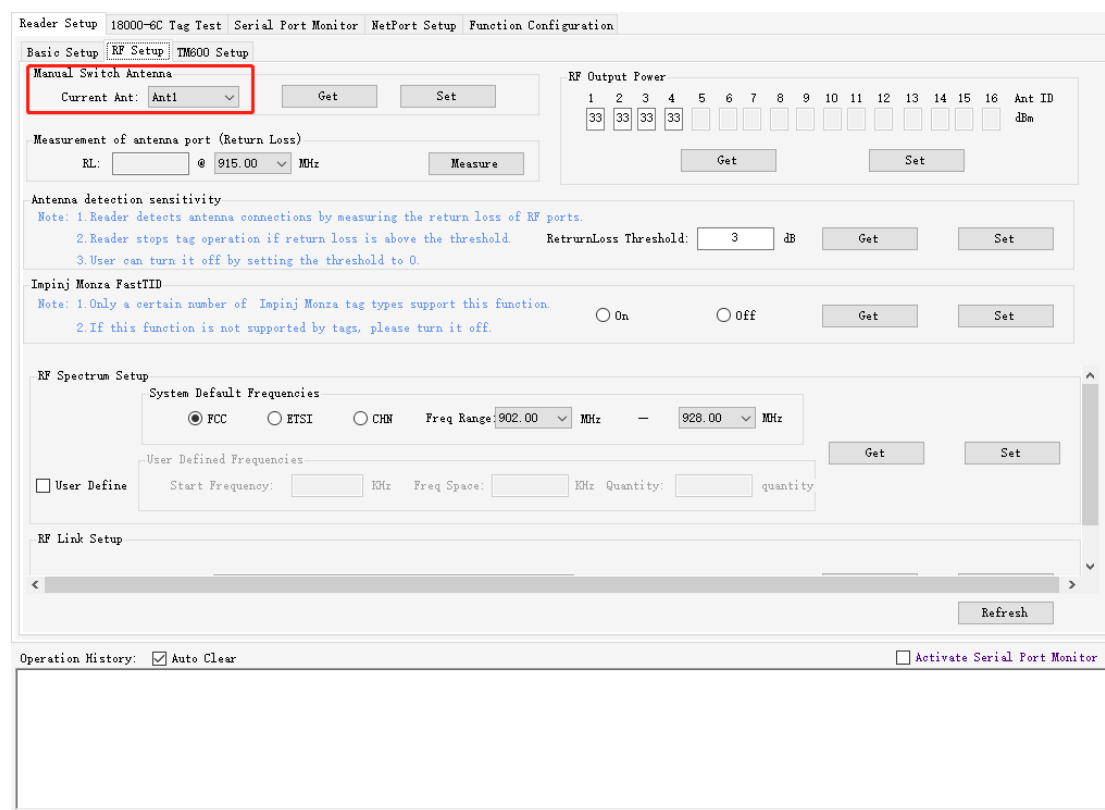 Reader Setup 18000-6C Tag Test Serial Port Monitor NetPort Setup Function Configuration
Basic Setup RF Setup TM600 Setup
Manual Switch Antenna
Current Ant: Ant1 Get Set
RF Output Power
1 2 3 4 5 6 7 8 9 10 11 12 13 14 15 16 Ant ID
33 33 33 33 dBm
Get Set
Measurement of antenna port (Return Loss)
RL: @ 915.00 MHz Measure
Antenna detection sensitivity
Note: 1.Reader detects antenna connections by measuring the return loss of RF ports.
2.Reader stops tag operation if return loss is above the threshold.
3.User can turn it off by setting the threshold to 0.
RetrurnLoss Threshold: 3 dB Get Set
Impinj Monza FastTID
Note: 1.Only a certain number of Impinj Monza tag types support this function.
2.If this function is not supported by tags, please turn it off.
On Off Get Set
RF Spectrum Setup
System Default Frequencies
FCC ETSI CHN Freq Range: 902.00 MHz — 928.00 MHz
Get Set
User Defined Frequencies
User Define Start Frequency: KHz Freq Space: KHz Quantity: quantity
RF Link Setup
Refresh
Operation History: Auto Clear Activate Serial Port Monitor